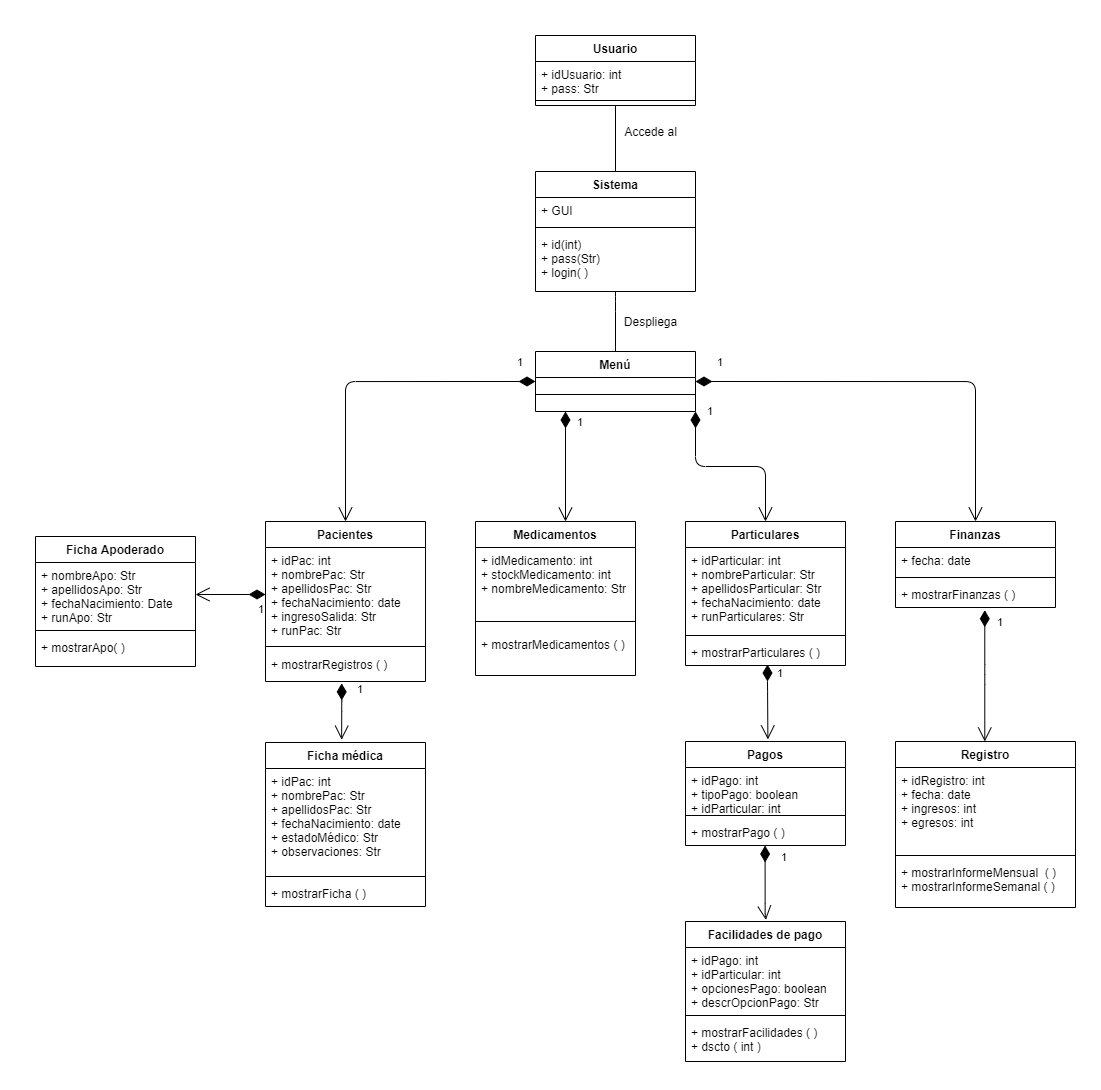 Usuario
+ idUsuario: int
+ pass: Str
Accede al
Sistema
+ GUI
+ id(int)
+ pass(Str)
+ login( )
Despliega
Menú
1
1
1
1
Ficha Apoderado
+ nombreApo: Str
+ apellidosApo: Str
+ fechaNacimiento: Date
+ runApo: Str
+ mostrarApo( )
1
Pacientes
+ idPac: int
+ nombrePac: Str
+ apellidosPac: Str
+ fechaNacimiento: date
+ ingresoSalida: Str
+ runPac: Str
+ mostrarRegistros ( )
1
Medicamentos
+ idMedicamento: int
+ stockMedicamento: int
+ nombreMedicamento: Str
+ mostrarMedicamentos ( )
Particulares
+ idParticular: int
+ nombreParticular: Str
+ apellidosParticular: Str
+ fechaNacimiento: date
+ runParticulares: Str
+ mostrarParticulares ( )
1
Finanzas
+ fecha: date
+ mostrarFinanzas ( )
1
Ficha médica
+ idPac: int
+ nombrePac: Str
+ apellidosPac: Str
+ fechaNacimiento: date
+ estadoMédico: Str
+ observaciones: Str
+ mostrarFicha ( )
Pagos
+ idPago: int
+ tipoPago: boolean
+ idParticular: int
+ mostrarPago ( )
1
Registro
+ idRegistro: int
+ fecha: date
+ ingresos: int
+ egresos: int
+ mostrarInformeMensual  ( )
+ mostrarInformeSemanal ( )
Facilidades de pago
+ idPago: int
+ idParticular: int
+ opcionesPago: boolean
+ descrOpcionPago: Str
+ mostrarFacilidades ( )
+ dscto ( int )